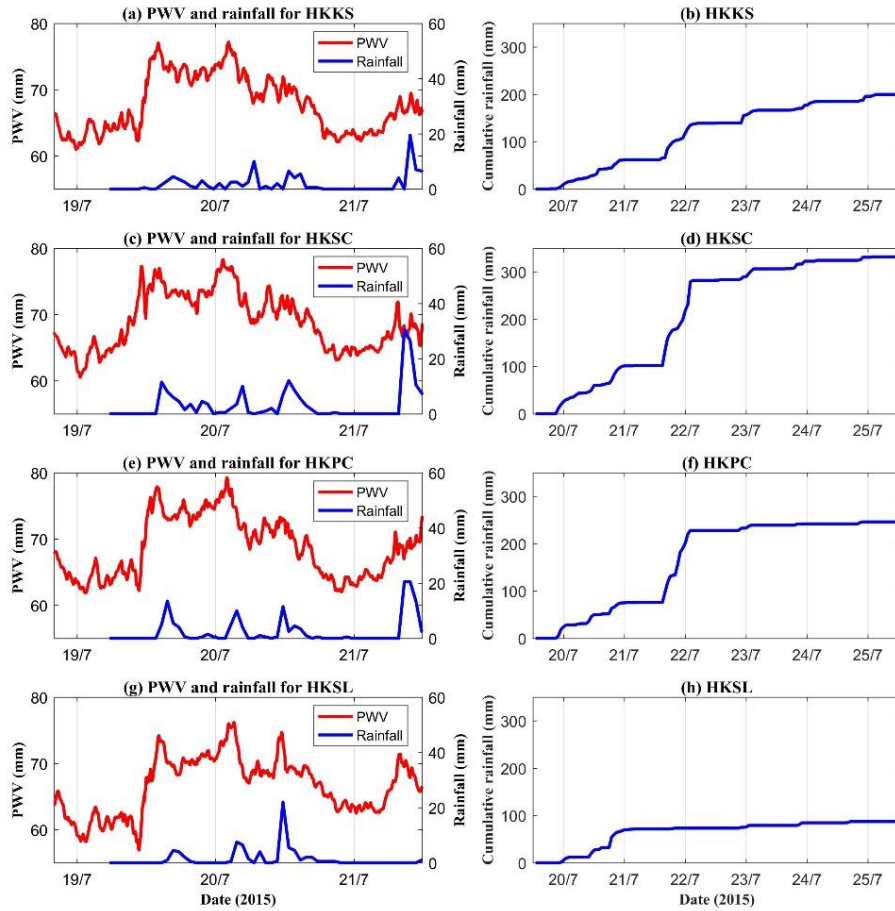 (a) PWV and rainfall for HKKS
80
70
60
PWV (mm)
60
40
20
0
Rainfall (mm)
PWV
Rainfall
19/7 20/7 21/7
(b) HKKS
300
200
100
0
Cumulative rainfall (mm)
20/7 21/7 22/7 23/7 24/7 25/7
(c) PWV and rainfall for HKSC
80
70
60
PWV (mm)
60
40
20
0
Rainfall (mm)
PWV
Rainfall
19/7 20/7 21/7
(d) HKSC
300
200
100
0
Cumulative rainfall (mm)
20/7 21/7 22/7 23/7 24/7 25/7
(e) PWV and rainfall for HKPC
80
70
60
PWV (mm)
60
40
20
0
Rainfall (mm)
PWV
Rainfall
19/7 20/7 21/7
(f) HKPC
300
200
100
0
Cumulative rainfall (mm)
20/7 21/7 22/7 23/7 24/7 25/7
(g) PWV and rainfall for HKSL
80
70
60
PWV (mm)
60
40
20
0
Rainfall (mm)
PWV
Rainfall
19/7 20/7 21/7
Date (2015)
(h) HKSL
300
200
100
0
Cumulative rainfall (mm)
20/7 21/7 22/7 23/7 24/7 25/7
Date (2015)